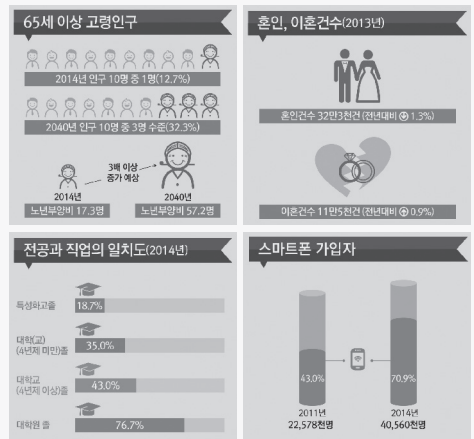 65세 이상 고령인구
2014년 인구 10명 중 1명(12.7%)
2040년 인구 10명 중 3명 수준(32.3%)
3배 이상
증가 예상
2014년
노년부양비 17.3명
2040년
노년부양비 57.2명
혼인, 이혼건수(2013년)
혼인건수 32만3천건 (전년대비 ⬇ 1.3%)
이혼건수 11만5천건 (전년대비 ⬆ 0.9%)
전공과 직업의 일치도(2014년)
특성화고졸
18.7%
대학(교)
(4년제 미만)졸
35.0%
대학교
(4년제 이상)졸
43.0%
대학원 졸
76.7%
스마트폰 가입자
43.0%
70.9%
2011년
22,578천명
2014년
40,560천명